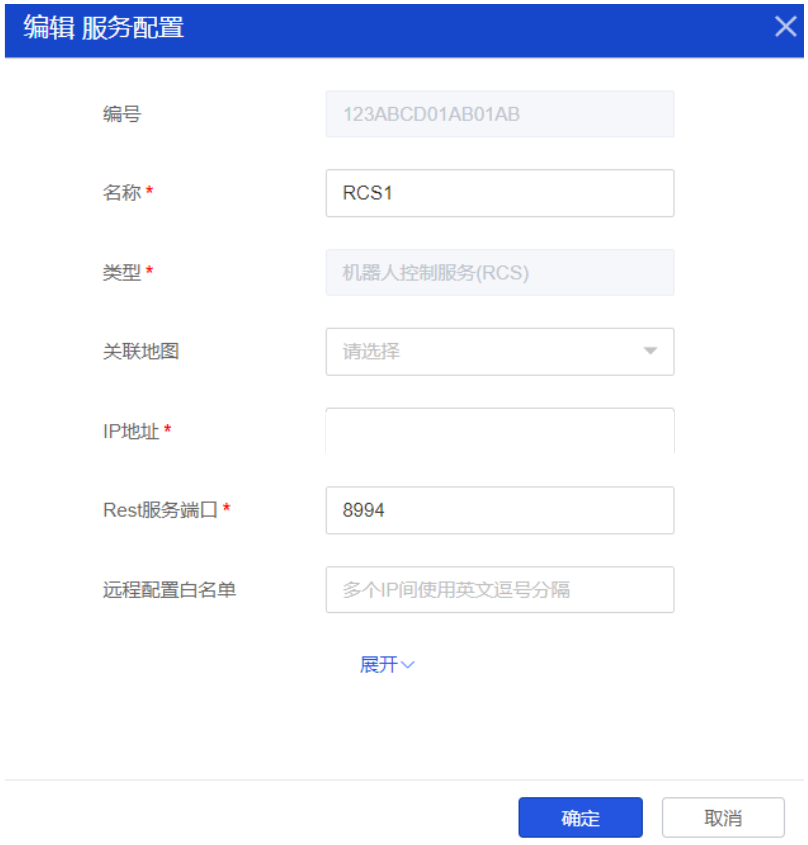 编辑 服务配置
编号
123ABCD01AB01AB
名称 *
RCS1
类型 *
机器人控制服务(RCS)
关联地图
请选择
IP地址 *
Rest服务端口 *
8994
远程配置白名单
多个IP间使用英文逗号分隔
展开
确定
取消